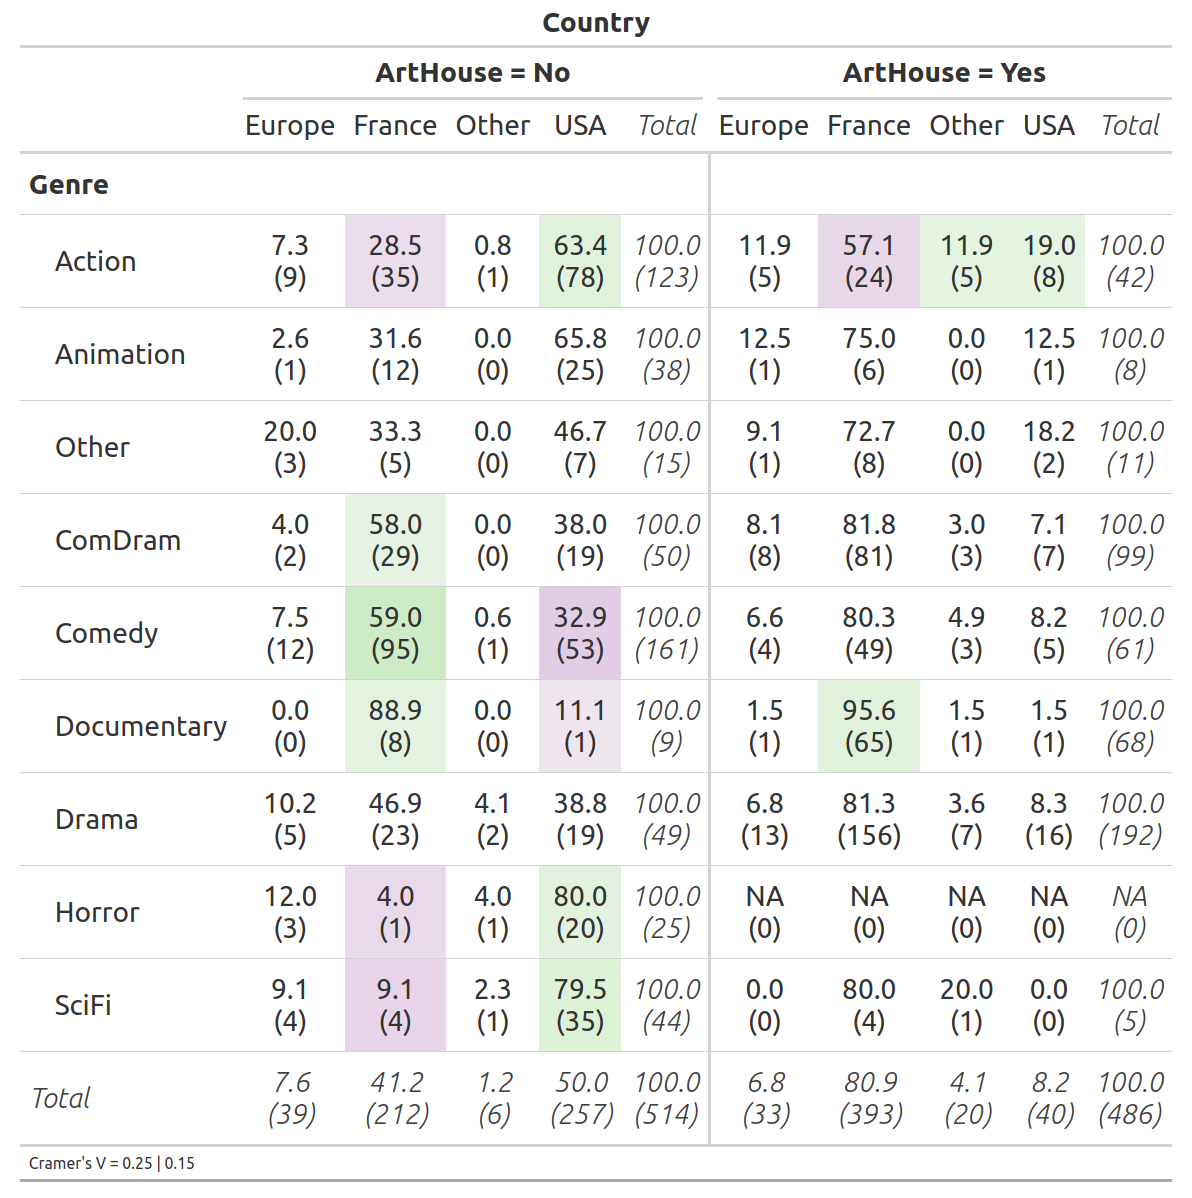 Country
ArtHouse = No ArtHouse = Yes
Europe France Other USA Total Europe France Other USA Total
Genre
Action 7.3 28.5 0.8 63.4 100.0 11.9 57.1 11.9 19.0 100.0
(9) (35) (1) (78) (123) (5) (24) (5) (8) (42)
Animation 2.6 31.6 0.0 65.8 100.0 12.5 75.0 0.0 12.5 100.0
(1) (12) (0) (25) (38) (1) (6) (0) (1) (8)
Other 20.0 33.3 0.0 46.7 100.0 9.1 72.7 0.0 18.2 100.0
(3) (5) (0) (7) (15) (1) (8) (0) (2) (11)
ComDram 4.0 58.0 0.0 38.0 100.0 8.1 81.8 3.0 7.1 100.0
(2) (29) (0) (19) (50) (8) (81) (3) (7) (99)
Comedy 7.5 59.0 0.6 32.9 100.0 6.6 80.3 4.9 8.2 100.0
(12) (95) (1) (53) (161) (4) (49) (3) (5) (61)
Documentary 0.0 88.9 0.0 11.1 100.0 1.5 95.6 1.5 1.5 100.0
(0) (8) (0) (1) (9) (1) (65) (1) (1) (68)
Drama 10.2 46.9 4.1 38.8 100.0 6.8 81.3 3.6 8.3 100.0
(5) (23) (2) (19) (49) (13) (156) (7) (16) (192)
Horror 12.0 4.0 4.0 80.0 100.0 NA NA NA NA NA
(3) (1) (1) (20) (25) (0) (0) (0) (0) (0)
SciFi 9.1 9.1 2.3 79.5 100.0 0.0 80.0 20.0 0.0 100.0
(4) (4) (1) (35) (44) (0) (4) (1) (0) (5)
Total 7.6 41.2 1.2 50.0 100.0 6.8 80.9 4.1 8.2 100.0
(39) (212) (6) (257) (514) (33) (393) (20) (40) (486)
Cramer's V = 0.25 | 0.15